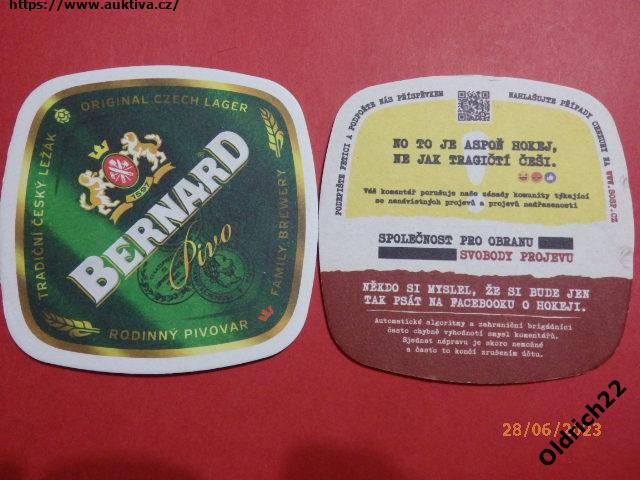 https://www.auktiva.cz/
ORIGINAL CZECH LAGER
TRADIČNÍ ČESKÝ LEŽÁK
1597
BERNARD
Pivo
FAMILY BREWERY
RODINNÝ PIVOVAR
PODEPIŠTE PETICI A PODPOŘTE NÁS PŘÍSPĚVKEM
NAHLAŠUJTE PŘÍPADY CENZURY NA WWW.SOSP.CZ
NO TO JE ASPOŇ HOKEJ,
NE JAK TRAGIČTÍ ČEŠI.
Váš komentář porušuje naše zásady komunity týkající
se nenávistných projevů a projevů nadřazenosti
SPOLEČNOST PRO OBRANU
SVOBODY PROJEVU
NĚKDO SI MYSLEL, ŽE SI BUDE JEN
TAK PSÁT NA FACEBOOKU O HOKEJI.
Automatické algoritmy a zahraniční brigádníci
často chybně vyhodnotí smysl komentářů.
Sjednat nápravu je skoro nemožné
a často to končí zrušením účtu.
28/06/2023
Oldrich22